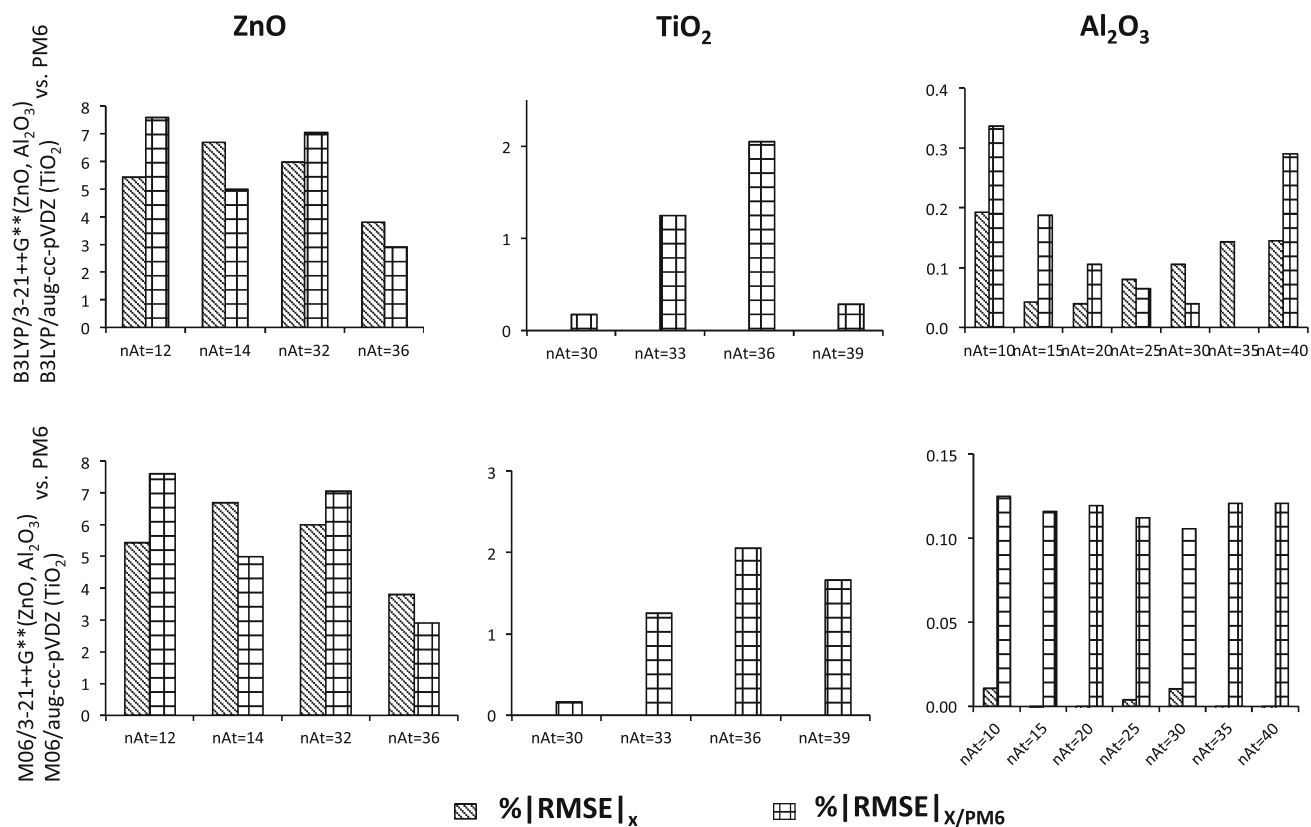 ZnO
TiO₂
Al₂O₃
B3LYP/3-21++G**(ZnO, Al₂O₃) vs. PM6
B3LYP/aug-cc-pVDZ (TiO₂)
8
7
6
5
4
3
2
1
0
nAt=12
nAt=14
nAt=32
nAt=36
2
1
0
nAt=30
nAt=33
nAt=36
nAt=39
0.4
0.3
0.2
0.1
0.0
nAt=10
nAt=15
nAt=20
nAt=25
nAt=30
nAt=35
nAt=40
M06/3-21++G**(ZnO, Al₂O₃) vs. PM6
M06/aug-cc-pVDZ (TiO₂)
8
7
6
5
4
3
2
1
0
nAt=12
nAt=14
nAt=32
nAt=36
3
2
1
0
nAt=30
nAt=33
nAt=36
nAt=39
0.15
0.10
0.05
0.00
nAt=10
nAt=15
nAt=20
nAt=25
nAt=30
nAt=35
nAt=40
%|RMSE|x
%|RMSE|X/PM6